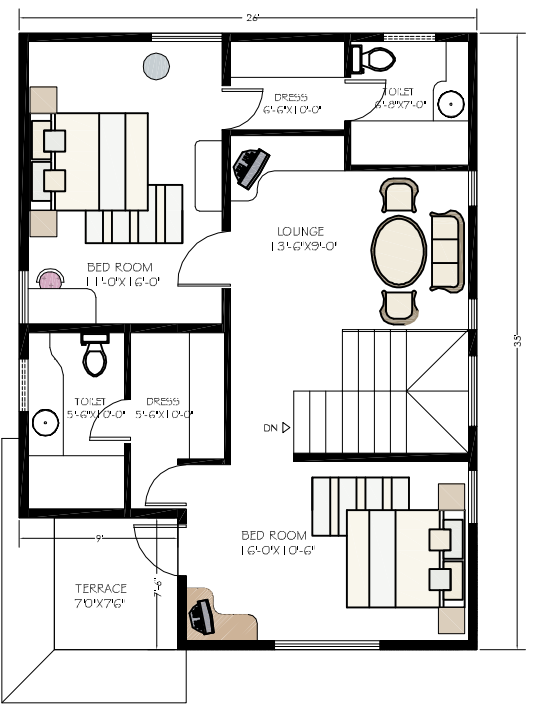 26'
DRESS
6'-6"X10'-0"
TOILET
6'-8"X7'-0"
LOUNGE
13'-6"X9'-0"
BED ROOM
11'-0"X16'-0"
35'
TOILET
5'-6"X10'-0"
DRESS
5'-6"X10'-0"
DN
BED ROOM
16'-0"X10'-6"
9'
TERRACE
7'0"X7'6"
7'-6"